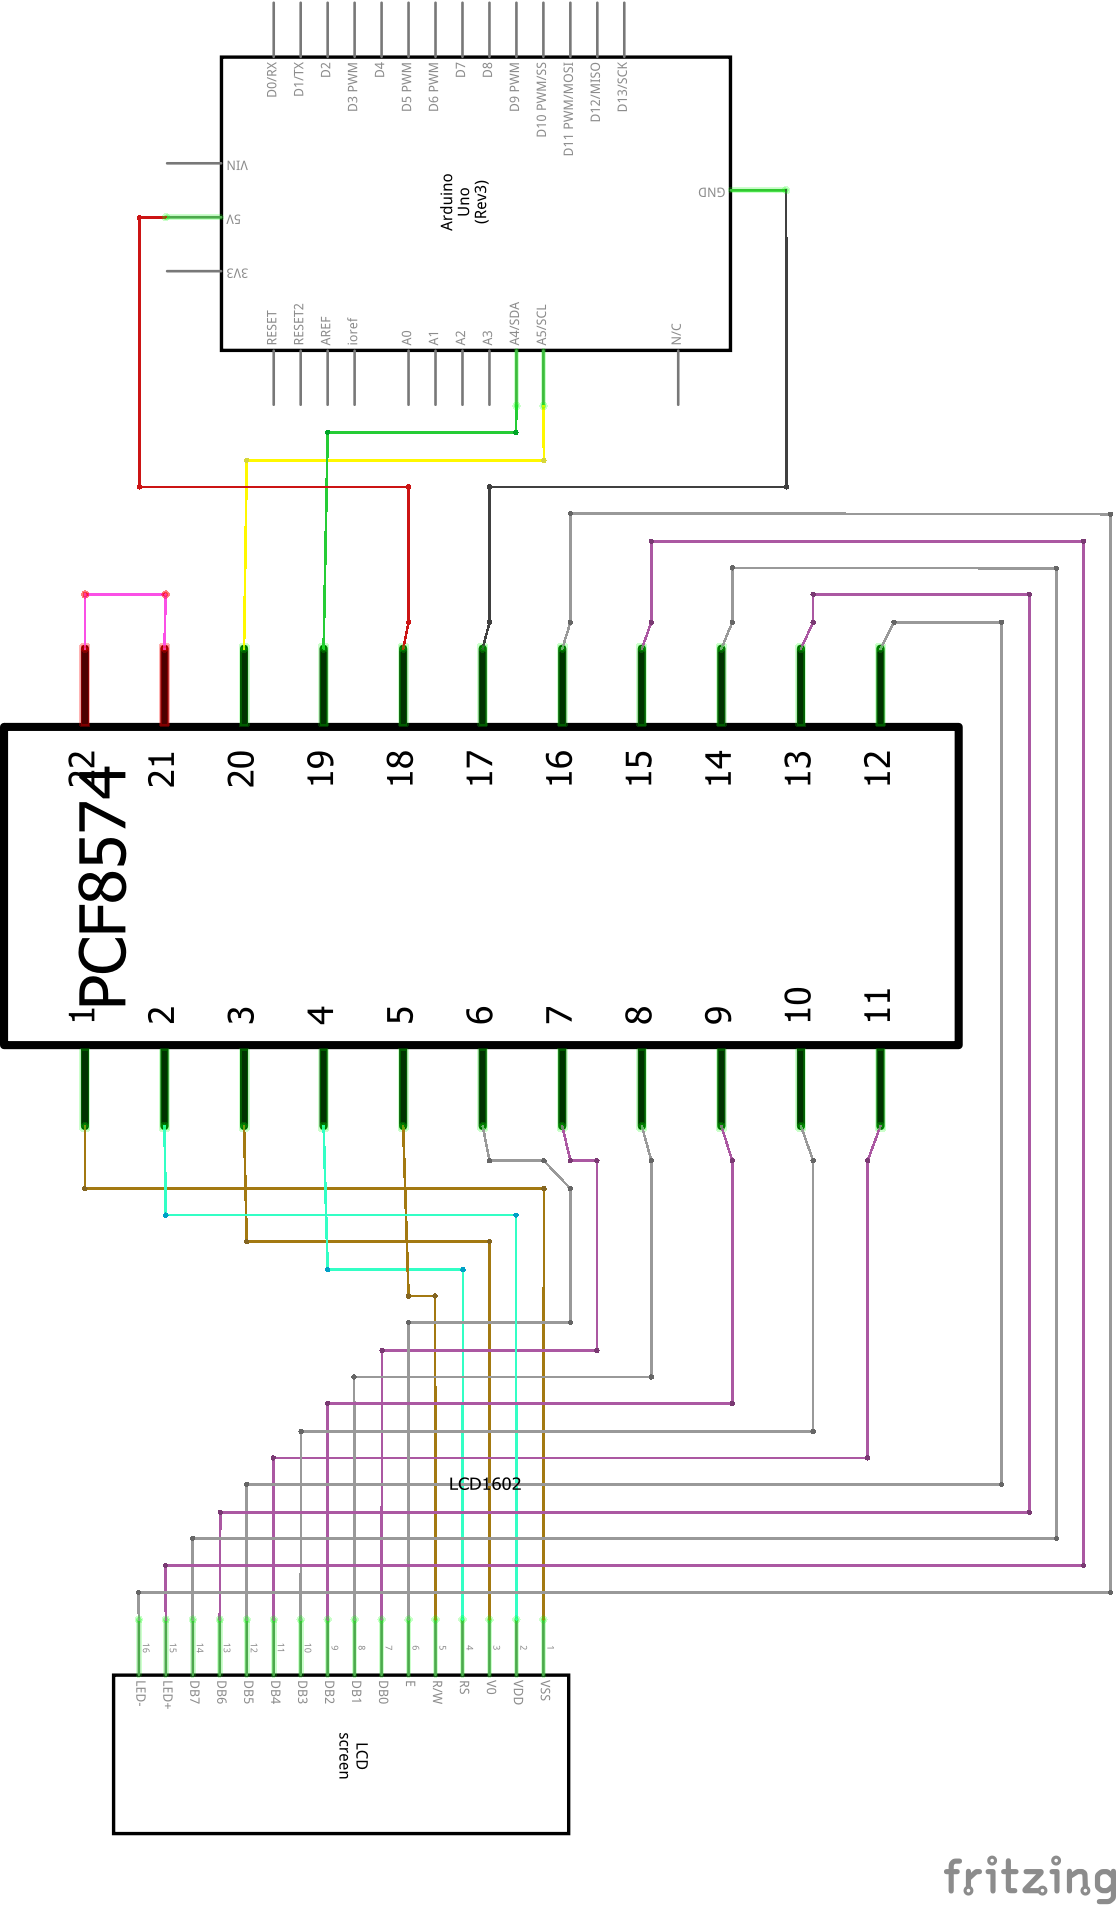 D0/RX
D1/TX
D2
D3 PWM
D4
D5 PWM
D6 PWM
D7
D8
D9 PWM
D10 PWM/SS
D11 PWM/MOSI
D12/MISO
D13/SCK
VIN
5V
3V3
Arduino
Uno
(Rev3)
GND
RESET
RESET2
AREF
ioref
A0
A1
A2
A3
A4/SDA
A5/SCL
N/C
22
21
20
19
18
17
16
15
14
13
12
PCF8574
1
2
3
4
5
6
7
8
9
10
11
LCD1602
16
15
14
13
12
11
10
9
8
7
6
5
4
3
2
1
LED-
LED+
DB7
DB6
DB5
DB4
DB3
DB2
DB1
DB0
E
R/W
RS
V0
VDD
VSS
LCD
screen
fritzing